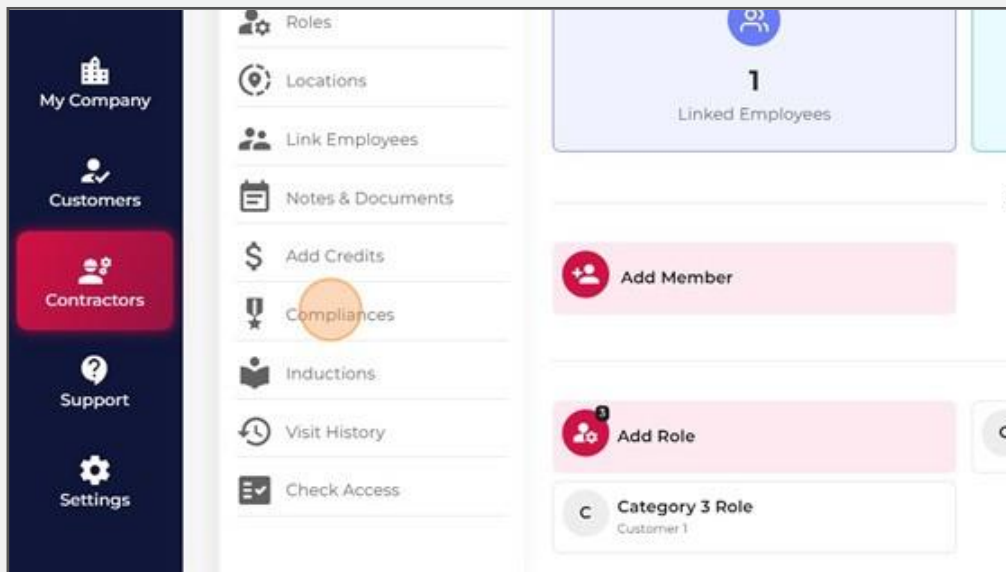 My Company
Customers
Contractors
Support
Settings
Roles
Locations
Link Employees
Notes & Documents
Add Credits
Compliances
Inductions
Visit History
Check Access
1
Linked Employees
Add Member
3
Add Role
C
Category 3 Role
Customer 1